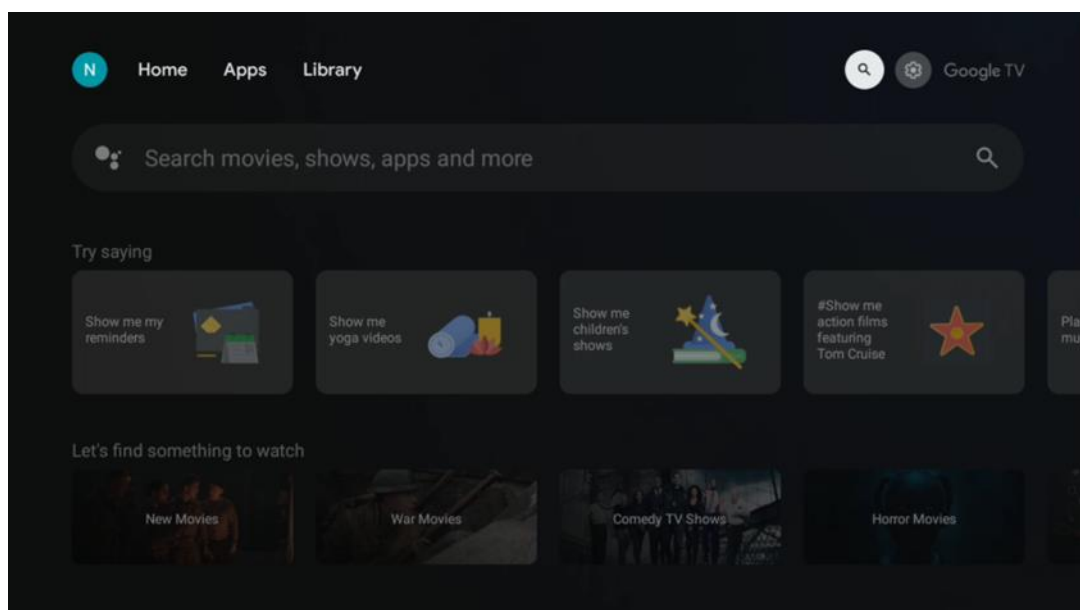 N Home Apps Library Google TV
Search movies, shows, apps and more
Try saying
Show me my
reminders
Show me
yoga videos
Show me
children's
shows
#Show me
action films
featuring
Tom Cruise
Let's find something to watch
New Movies
War Movies
Comedy TV Shows
Horror Movies